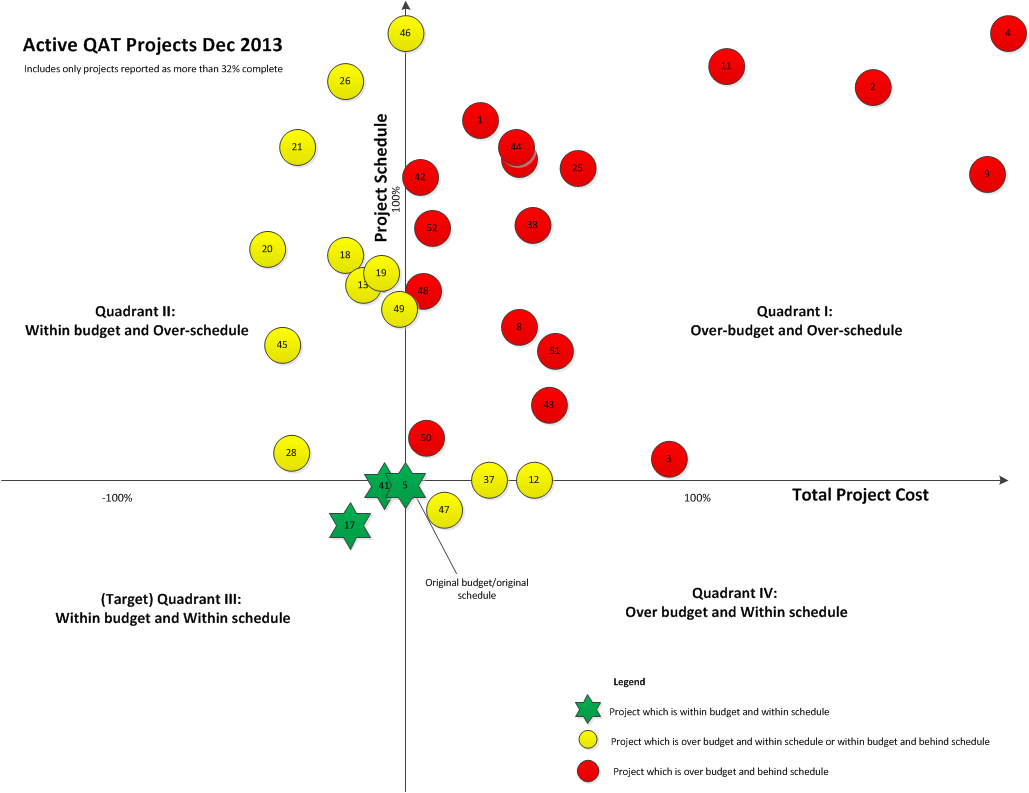 Active QAT Projects Dec 2013
Includes only projects reported as more than 32% complete
46
4
11
26
2
1
21
44
25
9
42
Project Schedule
100%
38
52
20
18
19
13
48
49
Quadrant II:
Within budget and Over-schedule
Quadrant I:
Over-budget and Over-schedule
8
45
51
43
50
28
3
41
5
37
12
-100%
100%
Total Project Cost
47
17
Original budget/original
schedule
(Target) Quadrant III:
Within budget and Within schedule
Quadrant IV:
Over budget and Within schedule
Legend
Project which is within budget and within schedule
Project which is over budget and within schedule or within budget and behind schedule
Project which is over budget and behind schedule